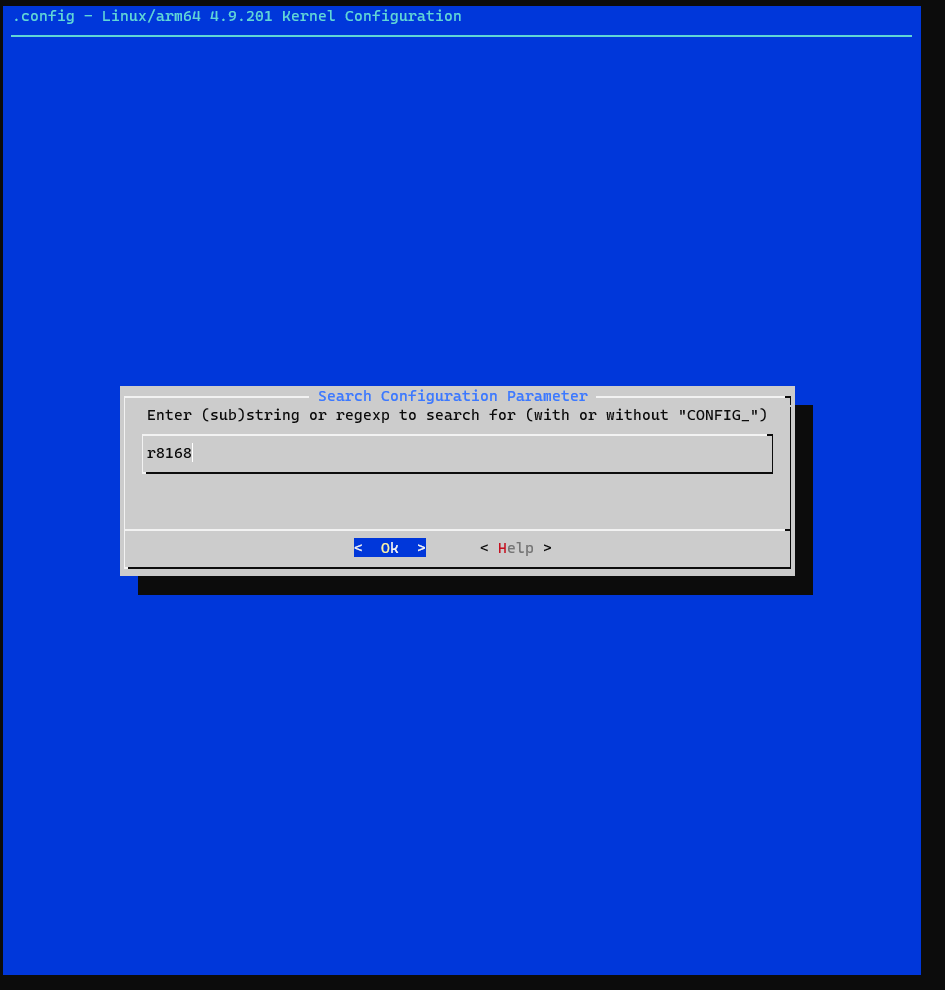 .config - Linux/arm64 4.9.201 Kernel Configuration
Search Configuration Parameter
Enter (sub)string or regexp to search for (with or without "CONFIG_")
r8168
<  Ok  > < Help >